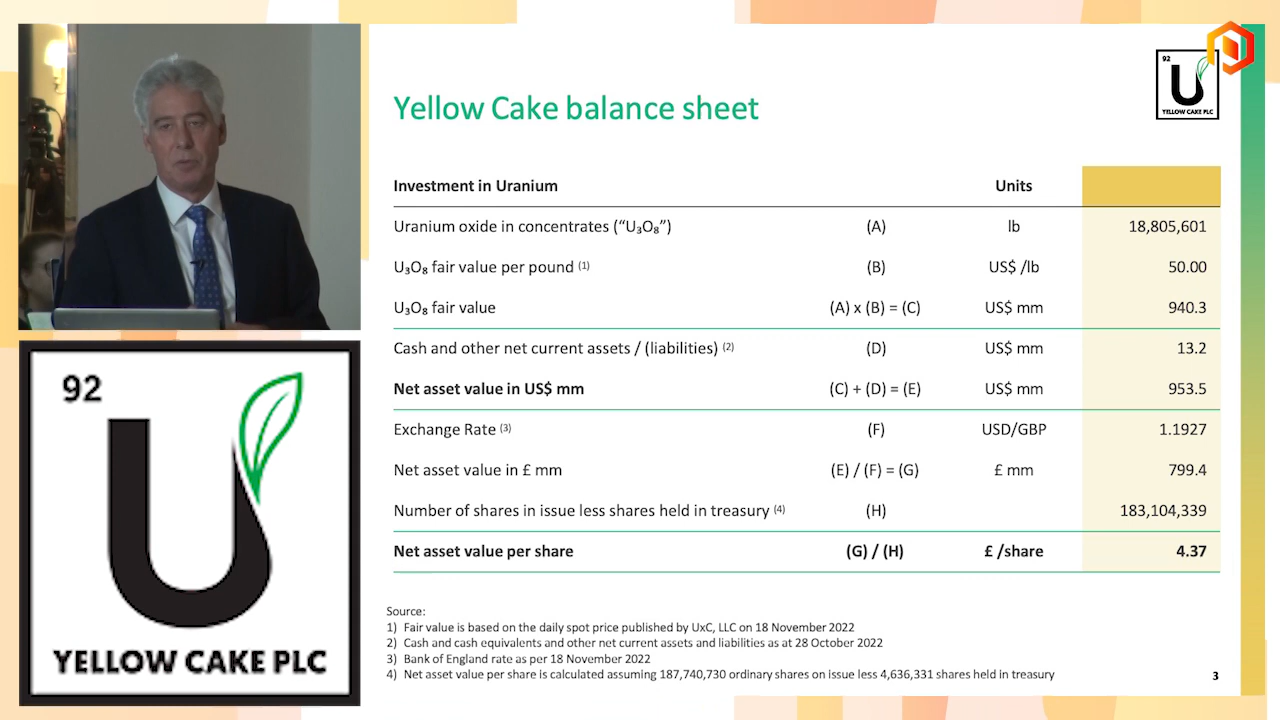 92
U
YELLOW CAKE PLC
Yellow Cake balance sheet
Investment in Uranium Units
Uranium oxide in concentrates (“U₃O₈”) (A) lb 18,805,601
U₃O₈ fair value per pound (1) (B) US$ /lb 50.00
U₃O₈ fair value (A) x (B) = (C) US$ mm 940.3
Cash and other net current assets / (liabilities) (2) (D) US$ mm 13.2
Net asset value in US$ mm (C) + (D) = (E) US$ mm 953.5
Exchange Rate (3) (F) USD/GBP 1.1927
Net asset value in £ mm (E) / (F) = (G) £ mm 799.4
Number of shares in issue less shares held in treasury (4) (H) 183,104,339
Net asset value per share (G) / (H) £ /share 4.37
Source:
1) Fair value is based on the daily spot price published by UxC, LLC on 18 November 2022
2) Cash and cash equivalents and other net current assets and liabilities as at 28 October 2022
3) Bank of England rate as per 18 November 2022
4) Net asset value per share is calculated assuming 187,740,730 ordinary shares on issue less 4,636,331 shares held in treasury
3
92
U
YELLOW CAKE PLC